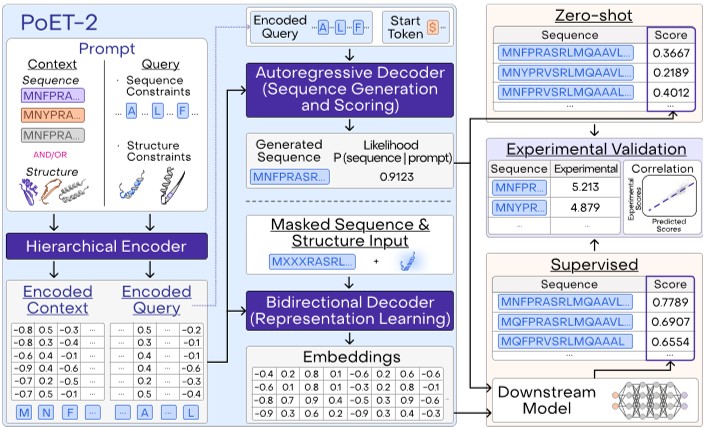 PoET-2
Prompt
Context
Query
Sequence
MNFPRA...
MNYPRA...
MNFPRA...
AND/OR
Structure
· Sequence
Constraints
... A ... L ... F ...
· Structure
Constraints
Hierarchical Encoder
Encoded
Context
Encoded
Query
-0.8 0.5 -0.3 ...
-0.8 0.3 -0.4 ...
-0.6 0.4 -0.1 ...
-0.9 0.4 -0.6 ...
-0.7 0.2 -0.5 ...
-0.7 0.5 -0.1 ...
M N F ...
... 0.5 ... -0.2
... 0.3 ... -0.1
... 0.4 ... -0.1
... 0.4 ... -0.1
... 0.2 ... -0.3
... 0.5 ... -0.4
... A ... L
Encoded
Query
...A...L...F...
Start
Token
$
Autoregressive Decoder
(Sequence Generation
and Scoring)
Generated
Sequence
Likelihood
P (sequence | prompt)
MNFPRASR...
0.9123
Masked Sequence &
Structure Input
MXXXRASRL...
+
Bidirectional Decoder
(Representation Learning)
Embeddings
-0.4 0.2 0.8 0.1 -0.6 0.2 0.6 -0.6
-0.6 0.1 0.8 0.1 -0.3 0.2 0.8 -0.1
-0.8 0.7 0.9 0.4 -0.5 0.3 0.9 -0.6
-0.9 0.3 0.6 0.2 -0.9 0.3 0.4 -0.3
Zero-shot
Sequence Score
MNFPRASRLMQAAVL... 0.3667
MNYPRVSRLMQAAVL... 0.2189
MNFPRVSRLMQAAAL... 0.4012
... ...
Experimental Validation
Sequence Experimental
MNFPR... 5.213
MNYPR... 4.879
... ...
Correlation
Experimental
Scores
Predicted
Scores
Supervised
Sequence Score
MNFPRASRLMQAAVL... 0.7789
MQFPRASRLMQAAVL... 0.6907
MQFPRVSRLMQAAAL 0.6554
... ...
Downstream
Model